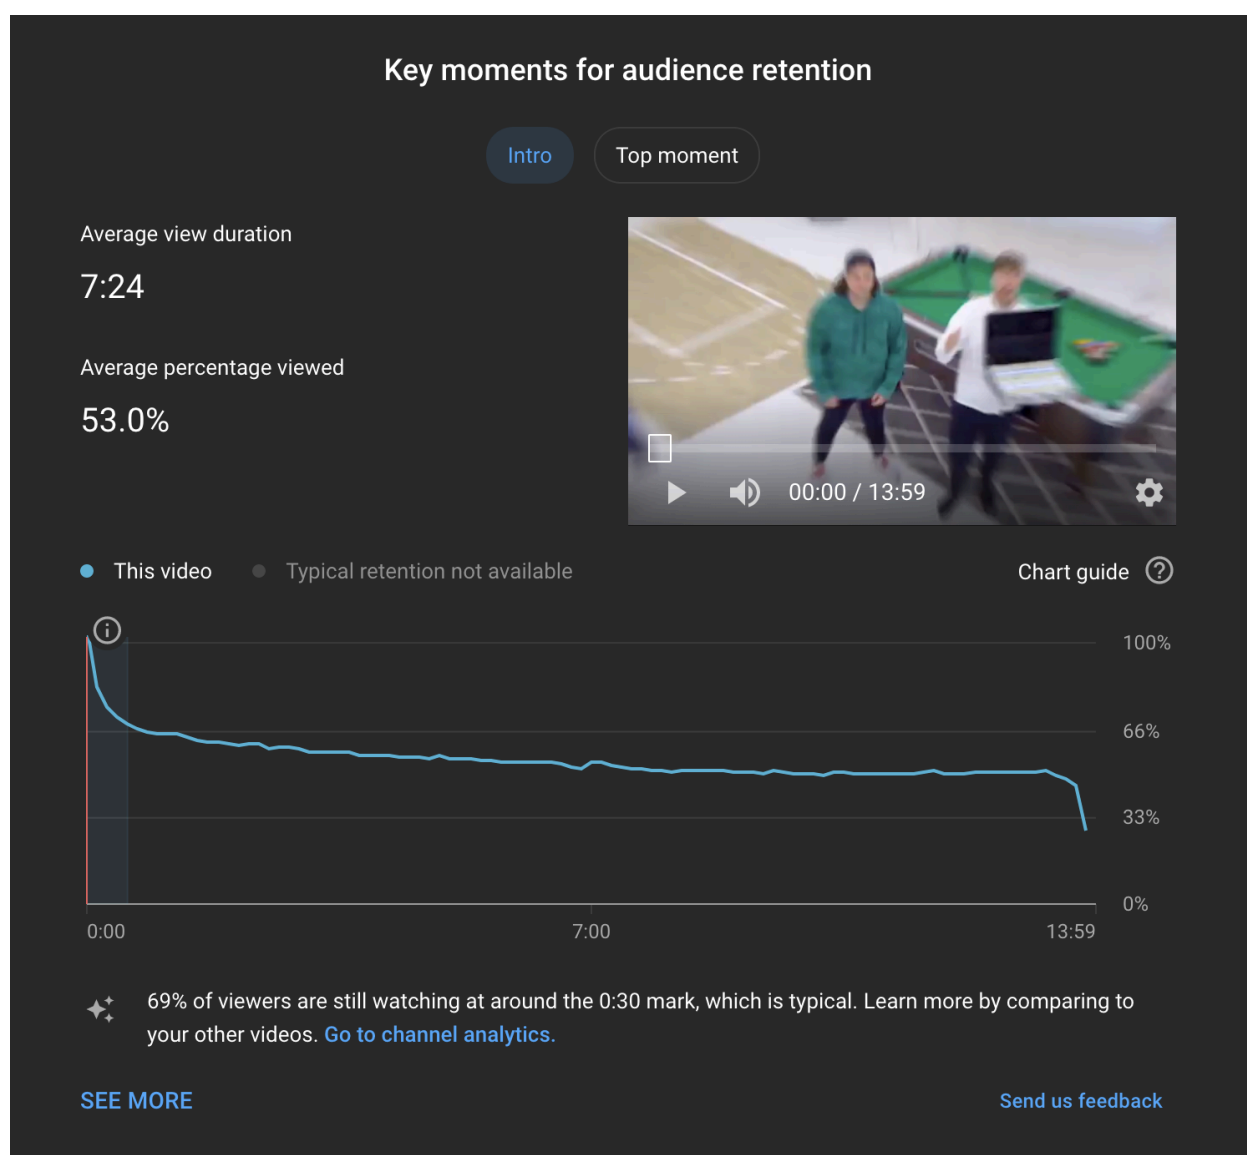 Key moments for audience retention
Intro
Top moment
Average view duration
7:24
Average percentage viewed
53.0%
00:00 / 13:59
This video
Typical retention not available
Chart guide
100%
66%
33%
0%
0:00
7:00
13:59
69% of viewers are still watching at around the 0:30 mark, which is typical. Learn more by comparing to
your other videos. Go to channel analytics.
SEE MORE
Send us feedback